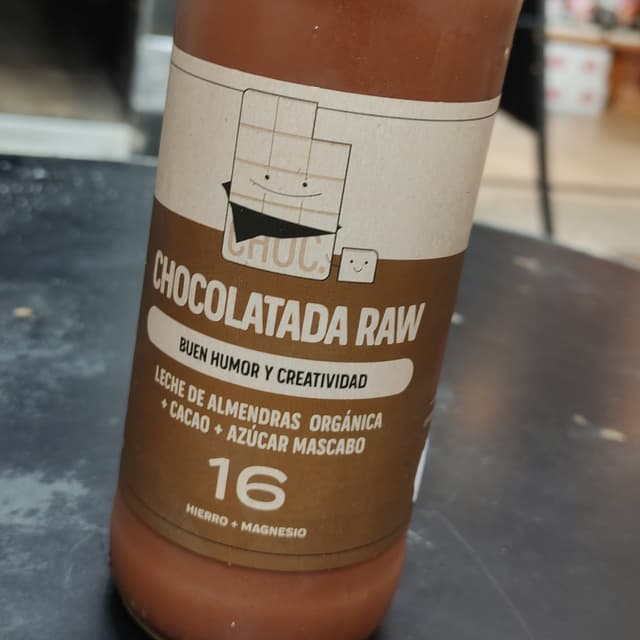 CHOC.
CHOCOLATADA RAW
BUEN HUMOR Y CREATIVIDAD
LECHE DE ALMENDRAS ORGÁNICA
+ CACAO + AZÚCAR MASCABO
16
HIERRO + MAGNESIO